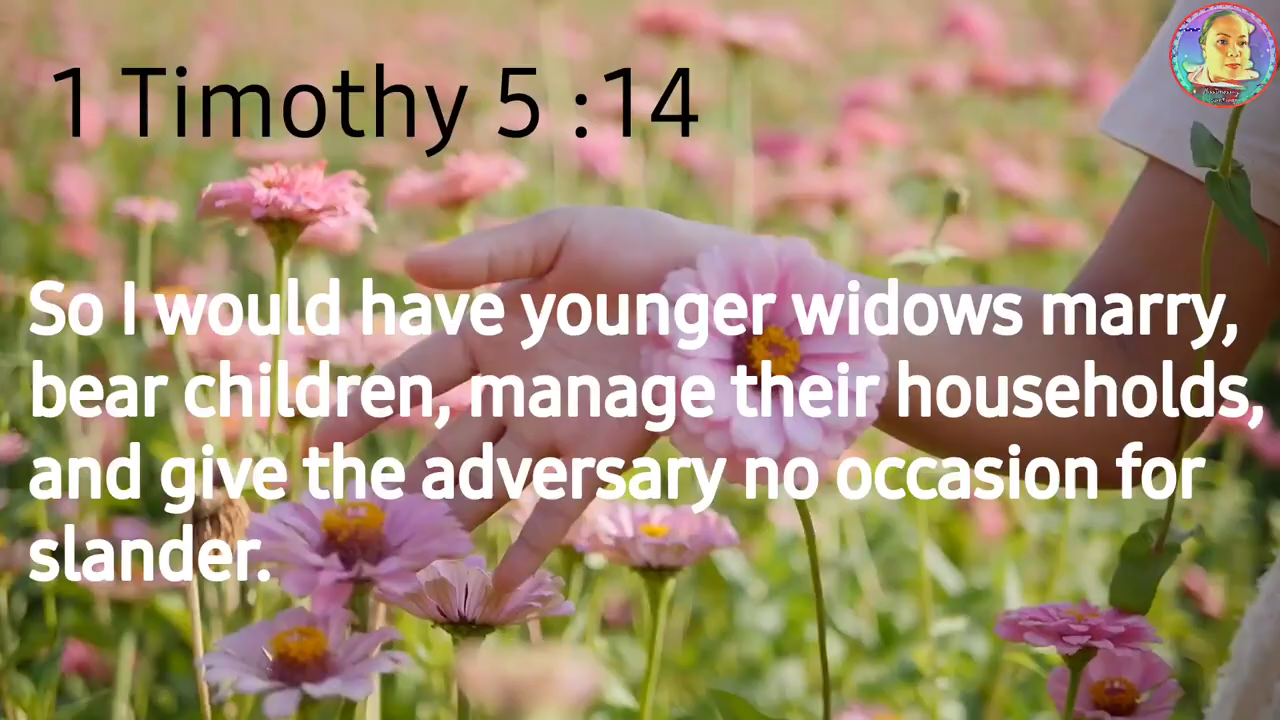 1 Timothy 5 :14
So I would have younger widows marry,
bear children, manage their households,
and give the adversary no occasion for
slander.